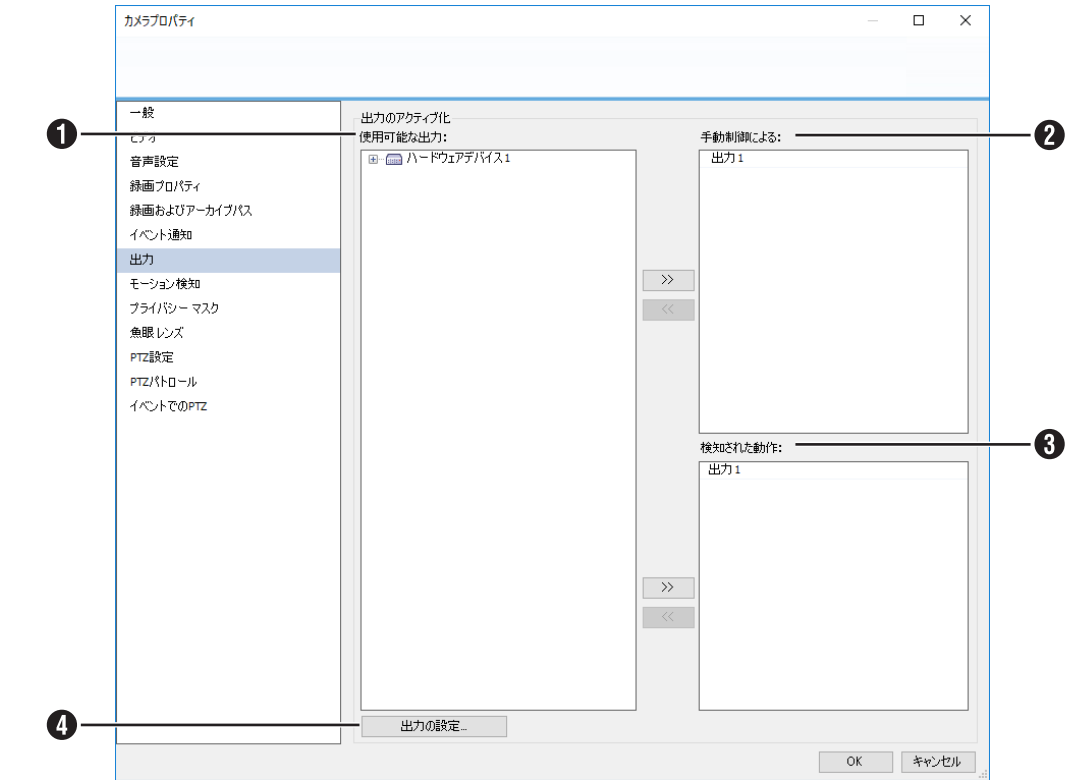 カメラプロパティ
一般
ビデオ
音声設定
録画プロパティ
録画およびアーカイブパス
イベント通知
出力
モーション検知
プライバシー マスク
魚眼レンズ
PTZ設定
PTZパトロール
イベントでのPTZ
出力のアクティブ化
❶
使用可能な出力:
ハードウェアデバイス1
>>
<<
手動制御による:
❷
出力1
検知された動作:
❸
出力1
>>
<<
❹
出力の設定...
OK
キャンセル